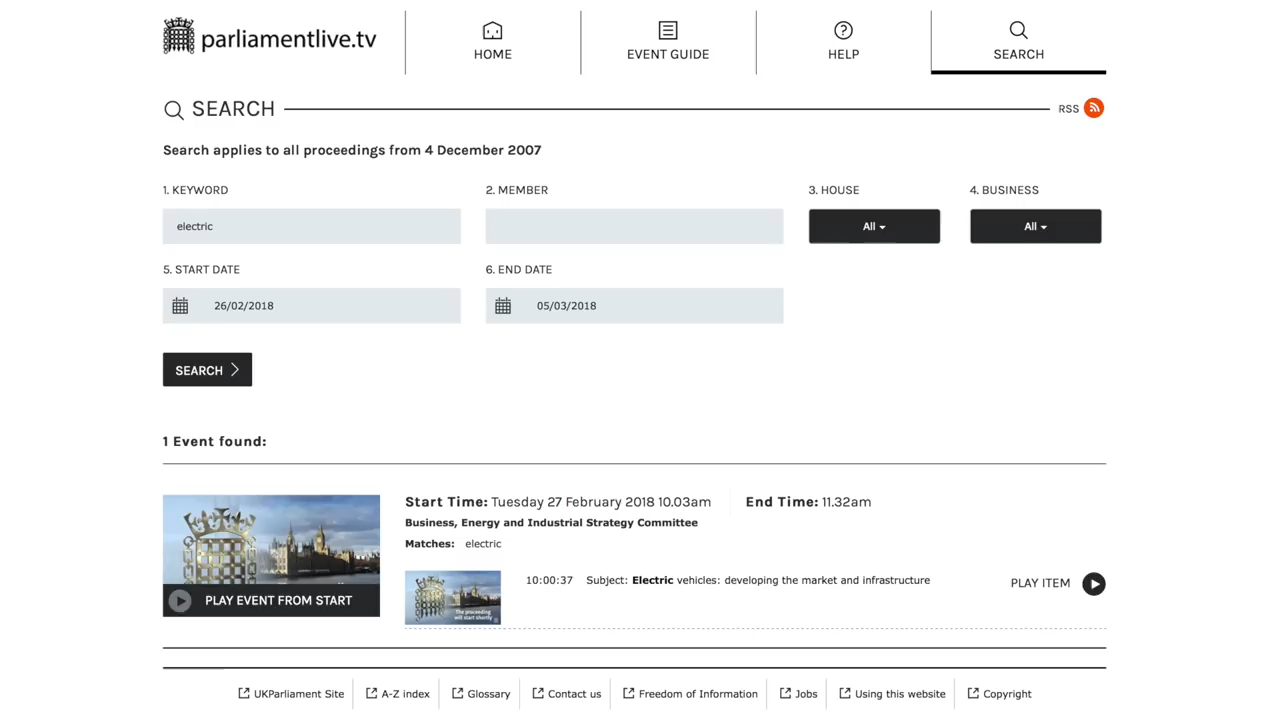 parliamentlive.tv
HOME
EVENT GUIDE
HELP
SEARCH
SEARCH
RSS
Search applies to all proceedings from 4 December 2007
1. KEYWORD
2. MEMBER
3. HOUSE
4. BUSINESS
electric
All
All
5. START DATE
6. END DATE
26/02/2018
05/03/2018
SEARCH
1 Event found:
Start Time: Tuesday 27 February 2018 10.03am
End Time: 11.32am
Business, Energy and Industrial Strategy Committee
Matches: electric
PLAY EVENT FROM START
The proceeding
will start shortly
10:00:37 Subject: Electric vehicles: developing the market and infrastructure
PLAY ITEM
UKParliament Site
A-Z index
Glossary
Contact us
Freedom of Information
Jobs
Using this website
Copyright